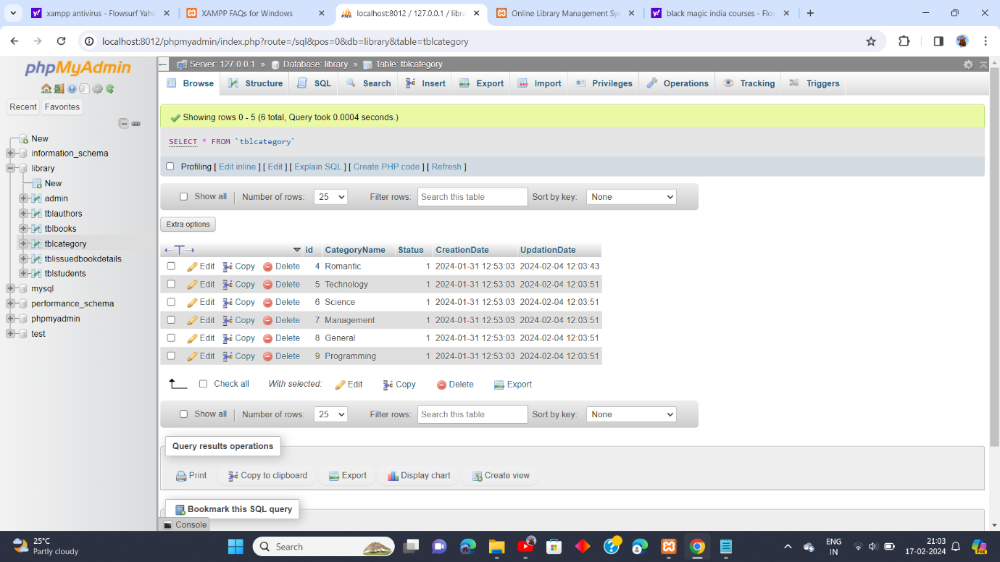 xampp antivirus - Flowsurf Yaho
XAMPP FAQs for Windows
localhost:8012 / 127.0.0.1 / libra
Online Library Management Sys
black magic india courses - Flow
localhost:8012/phpmyadmin/index.php?route=/sql&pos=0&db=library&table=tblcategory
phpMyAdmin
Recent Favorites
New
information_schema
library
New
admin
tblauthors
tblbooks
tblcategory
tblissuedbookdetails
tblstudents
mysql
performance_schema
phpmyadmin
test
Server: 127.0.0.1 » Database: library » Table: tblcategory
Browse Structure SQL Search Insert Export Import Privileges Operations Tracking Triggers
Showing rows 0 - 5 (6 total, Query took 0.0004 seconds.)
SELECT * FROM `tblcategory`
Profiling [ Edit inline ] [ Edit ] [ Explain SQL ] [ Create PHP code ] [ Refresh ]
Show all Number of rows: 25 Filter rows: Search this table Sort by key: None
Extra options
←T→ id CategoryName Status CreationDate UpdationDate
Edit Copy Delete 4 Romantic 1 2024-01-31 12:53:03 2024-02-04 12:03:43
Edit Copy Delete 5 Technology 1 2024-01-31 12:53:03 2024-02-04 12:03:51
Edit Copy Delete 6 Science 1 2024-01-31 12:53:03 2024-02-04 12:03:51
Edit Copy Delete 7 Management 1 2024-01-31 12:53:03 2024-02-04 12:03:51
Edit Copy Delete 8 General 1 2024-01-31 12:53:03 2024-02-04 12:03:51
Edit Copy Delete 9 Programming 1 2024-01-31 12:53:03 2024-02-04 12:03:51
Check all With selected: Edit Copy Delete Export
Show all Number of rows: 25 Filter rows: Search this table Sort by key: None
Query results operations
Print Copy to clipboard Export Display chart Create view
Bookmark this SQL query
Console
25°C
Partly cloudy
Search
ENG
IN
21:03
17-02-2024